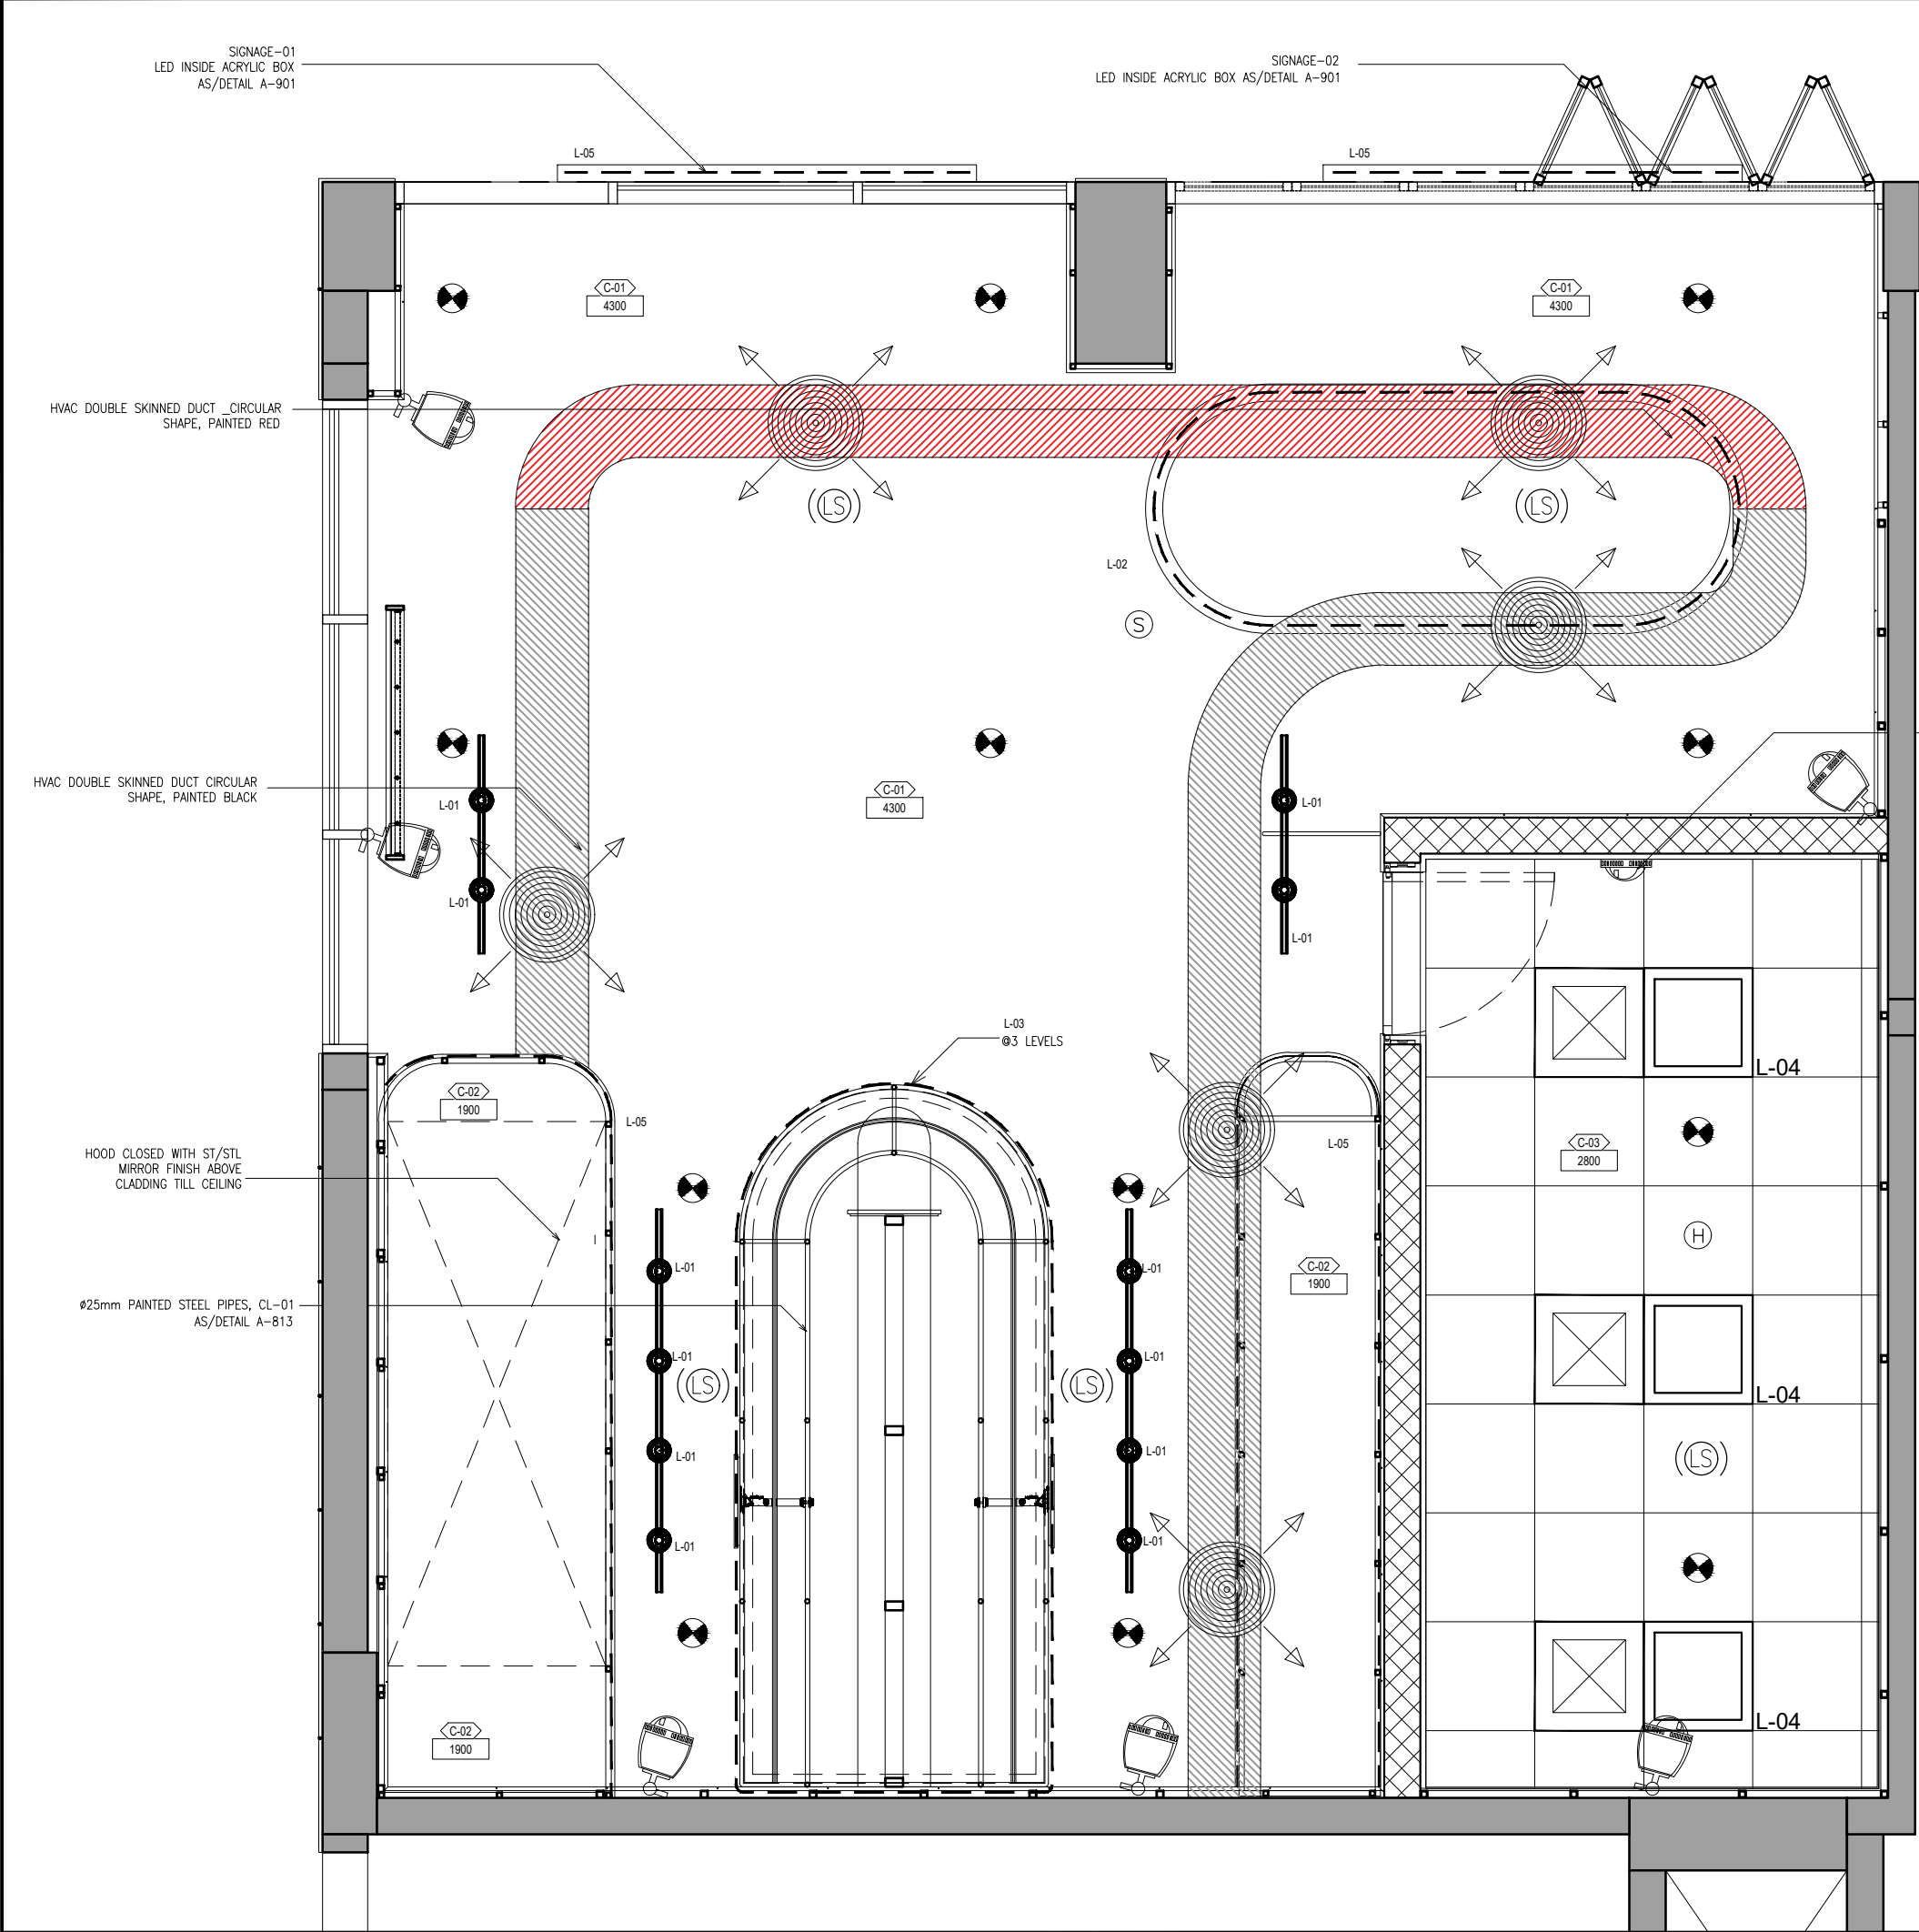 SIGNAGE-01
LED INSIDE ACRYLIC BOX
AS/DETAIL A-901
SIGNAGE-02
LED INSIDE ACRYLIC BOX AS/DETAIL A-901
L-05
L-05
C-01
4300
C-01
4300
HVAC DOUBLE SKINNED DUCT _CIRCULAR
SHAPE, PAINTED RED
(LS)
(LS)
L-02
S
HVAC DOUBLE SKINNED DUCT CIRCULAR
SHAPE, PAINTED BLACK
C-01
4300
L-01
L-01
L-01
L-01
L-03
@3 LEVELS
L-04
C-02
1900
L-05
L-05
C-03
2800
HOOD CLOSED WITH ST/STL
MIRROR FINISH ABOVE
CLADDING TILL CEILING
H
L-01
L-01
C-02
1900
ø25mm PAINTED STEEL PIPES, CL-01
AS/DETAIL A-813
L-01
L-01
(LS)
(LS)
L-04
L-01
L-01
(LS)
L-01
L-01
C-02
1900
L-04